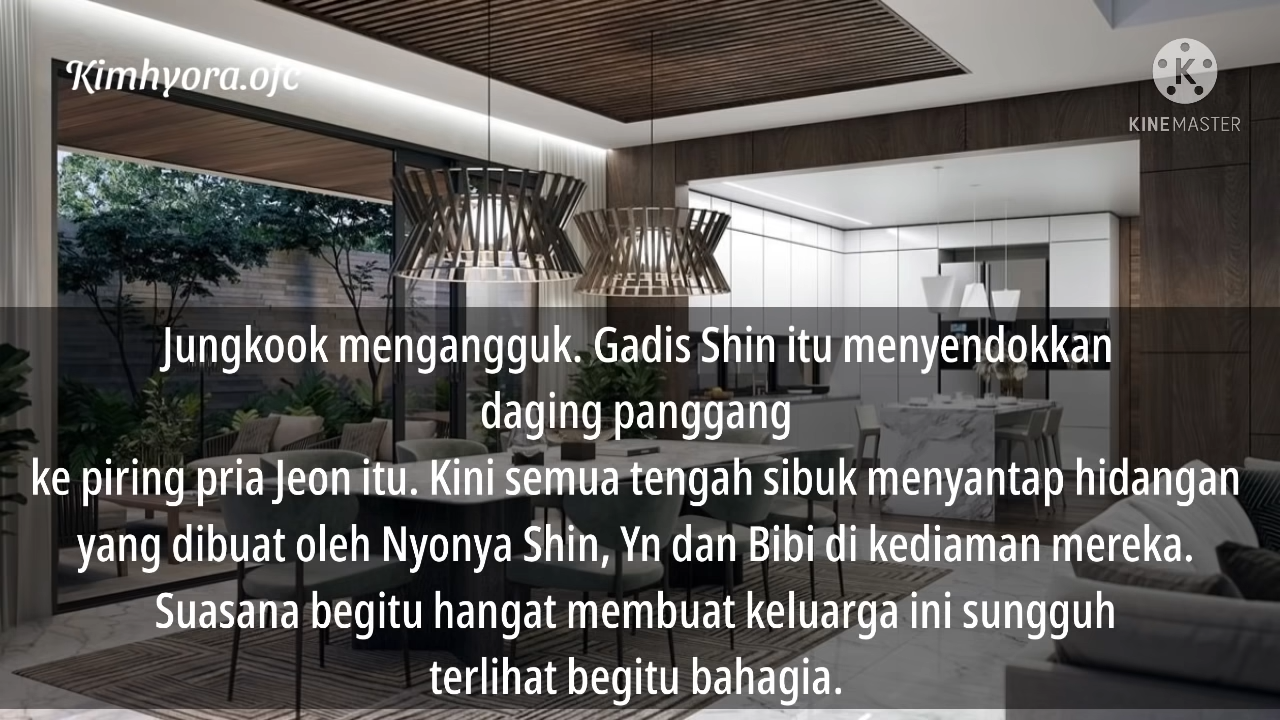 Kimhyora.ofc
K
KINEMASTER
Jungkook mengangguk. Gadis Shin itu menyendokkan
daging panggang
ke piring pria Jeon itu. Kini semua tengah sibuk menyantap hidangan
yang dibuat oleh Nyonya Shin, Yn dan Bibi di kediaman mereka.
Suasana begitu hangat membuat keluarga ini sungguh
terlihat begitu bahagia.